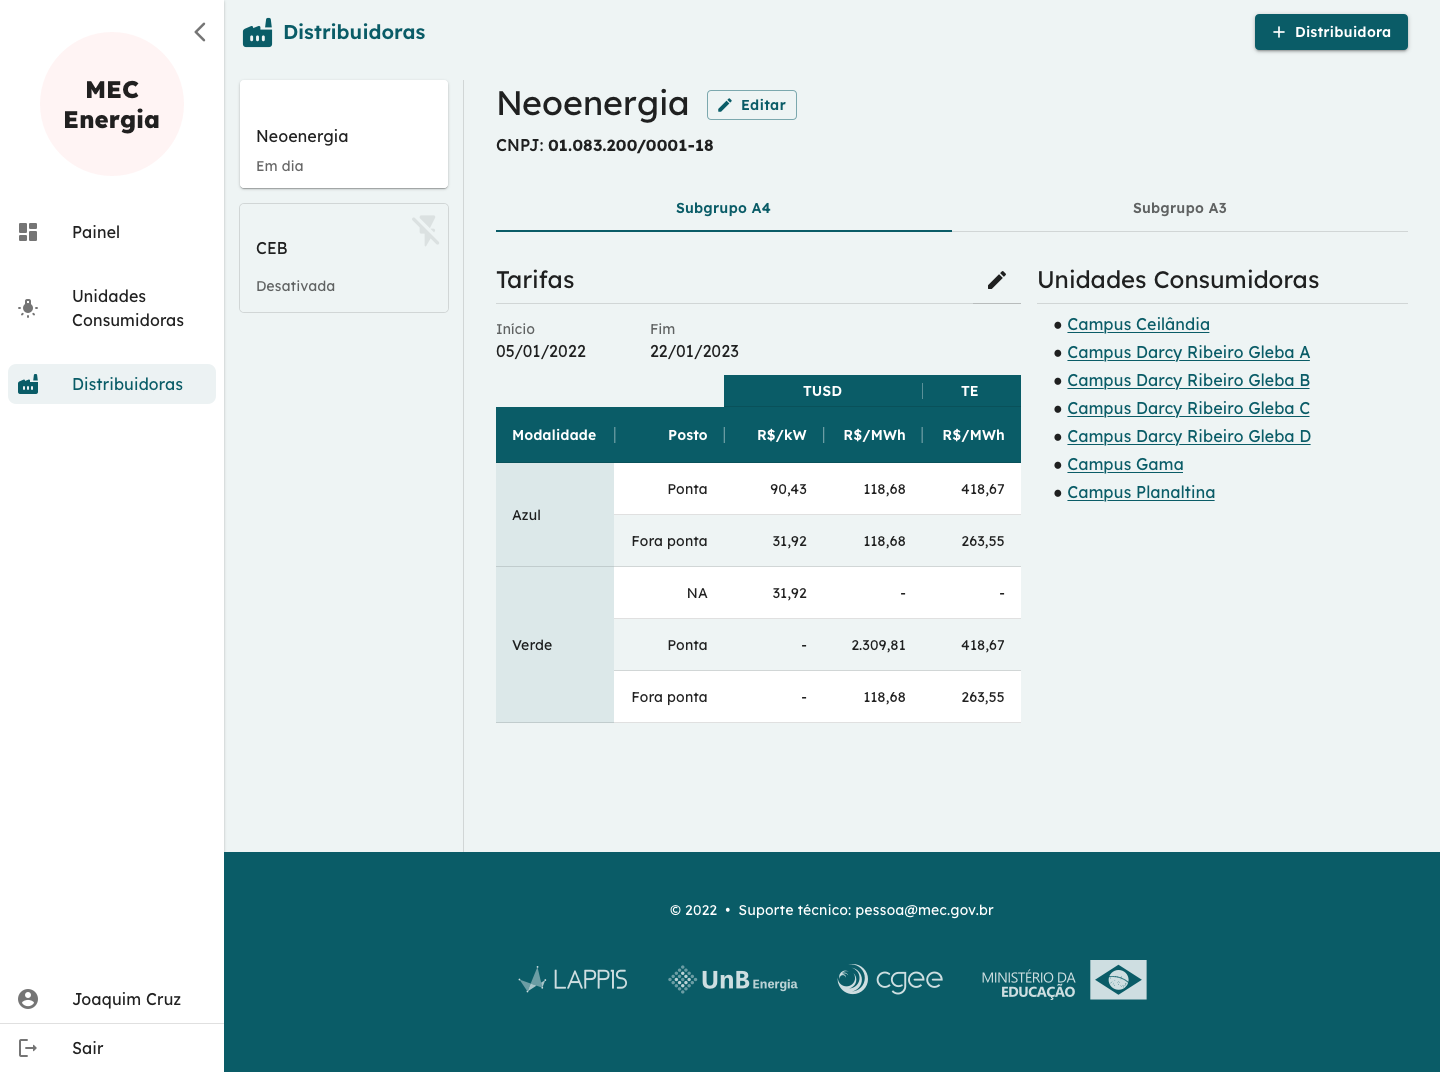 MEC
Energia
Painel
Unidades
Consumidoras
Distribuidoras
Joaquim Cruz
Sair
Distribuidoras
+ Distribuidora
Neoenergia
Em dia
CEB
Desativada
Neoenergia
Editar
CNPJ: 01.083.200/0001-18
Subgrupo A4 Subgrupo A3
Tarifas
Início Fim
05/01/2022 22/01/2023
TUSD | TE
Modalidade | Posto | R$/kW | R$/MWh | R$/MWh
Azul
Ponta 90,43 118,68 418,67
Fora ponta 31,92 118,68 263,55
Verde
NA 31,92 - -
Ponta - 2.309,81 418,67
Fora ponta - 118,68 263,55
Unidades Consumidoras
• Campus Ceilândia
• Campus Darcy Ribeiro Gleba A
• Campus Darcy Ribeiro Gleba B
• Campus Darcy Ribeiro Gleba C
• Campus Darcy Ribeiro Gleba D
• Campus Gama
• Campus Planaltina
© 2022 • Suporte técnico: pessoa@mec.gov.br
LAPPIS
UnB Energia
cgee
MINISTÉRIO DA
EDUCAÇÃO